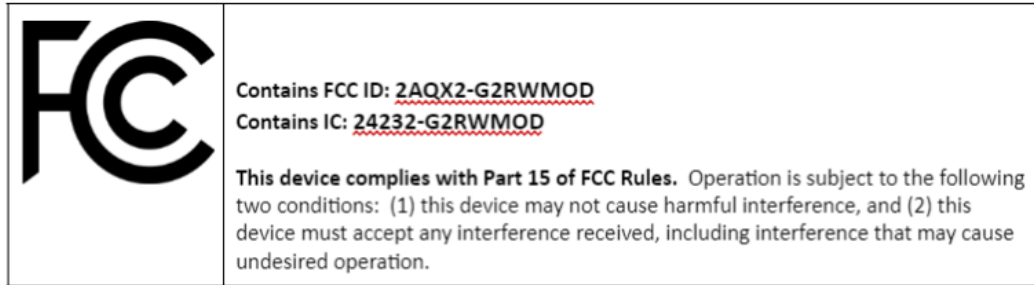 FCC
Contains FCC ID: 2AQX2-G2RWMOD
Contains IC: 24232-G2RWMOD
This device complies with Part 15 of FCC Rules.  Operation is subject to the following
two conditions:  (1) this device may not cause harmful interference, and (2) this
device must accept any interference received, including interference that may cause
undesired operation.